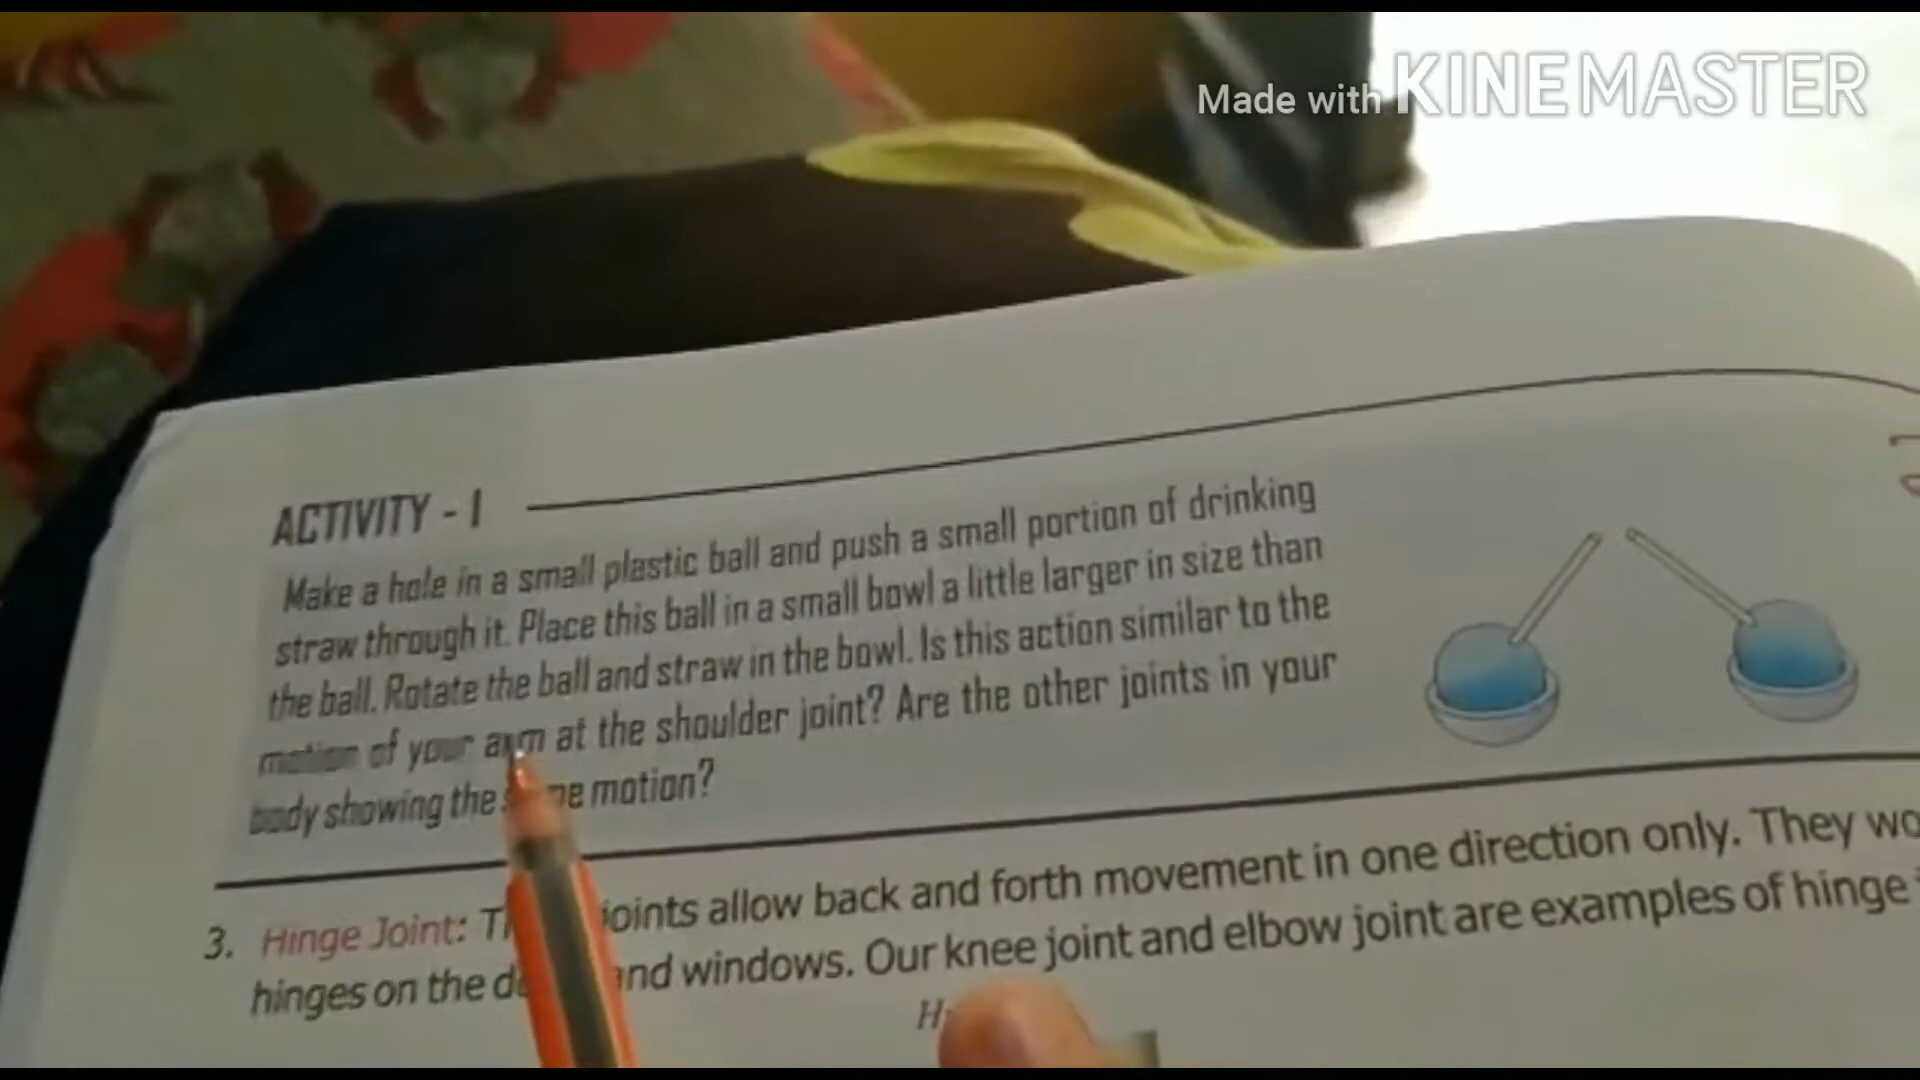 Made with KINEMASTER
ACTIVITY - 1
Make a hole in a small plastic ball and push a small portion of drinking
straw through it. Place this ball in a small bowl a little larger in size than
the ball. Rotate the ball and straw in the bowl. Is this action similar to the
motion of your arm at the shoulder joint? Are the other joints in your
body showing the motion?
3. Hinge Joint: joints allow back and forth movement in one direction only. They
hinges on the and windows. Our knee joint and elbow joint are examples of hinge